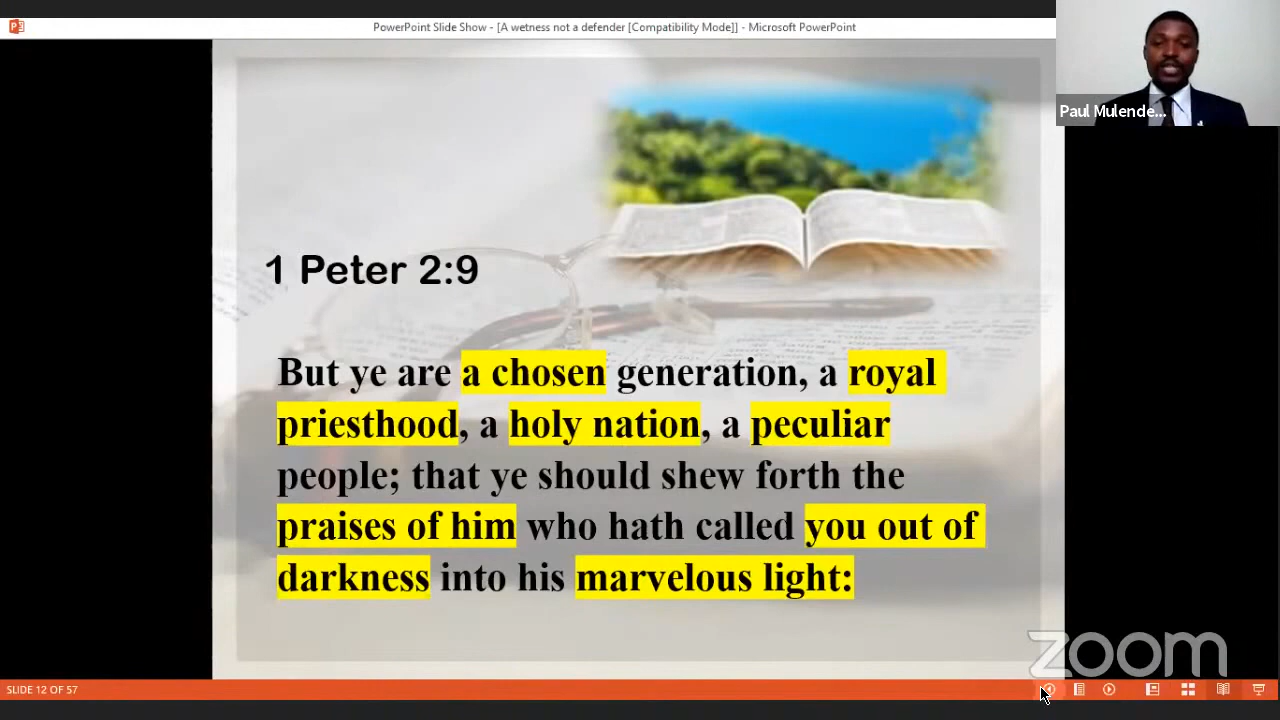 PowerPoint Slide Show - [A wetness not a defender [Compatibility Mode]] - Microsoft PowerPoint
Paul Mulende...
1 Peter 2:9
But ye are a chosen generation, a royal
priesthood, a holy nation, a peculiar
people; that ye should shew forth the
praises of him who hath called you out of
darkness into his marvelous light:
zoom
SLIDE 12 OF 57